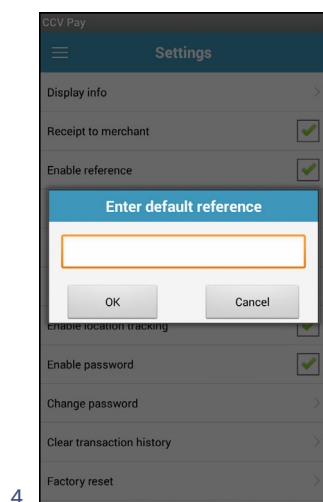 CCV Pay
Settings
Display info
Receipt to merchant
Enable reference
Enter default reference
OK
Cancel
Enable location tracking
Enable password
Change password
Clear transaction history
Factory reset
4